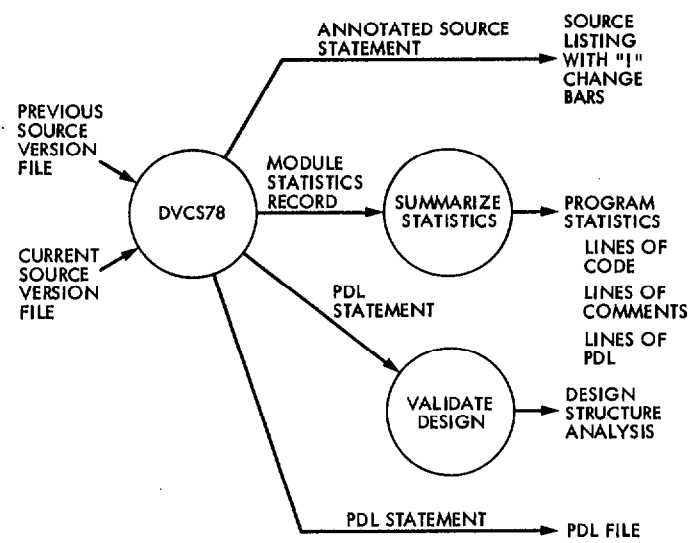 ANNOTATED SOURCE
STATEMENT
SOURCE
LISTING
WITH "!"
CHANGE
BARS
PREVIOUS
SOURCE
VERSION
FILE
CURRENT
SOURCE
VERSION
FILE
DVCS78
MODULE
STATISTICS
RECORD
SUMMARIZE
STATISTICS
PROGRAM
STATISTICS
LINES OF
CODE
LINES OF
COMMENTS
LINES OF
PDL
PDL
STATEMENT
VALIDATE
DESIGN
DESIGN
STRUCTURE
ANALYSIS
PDL STATEMENT
PDL FILE